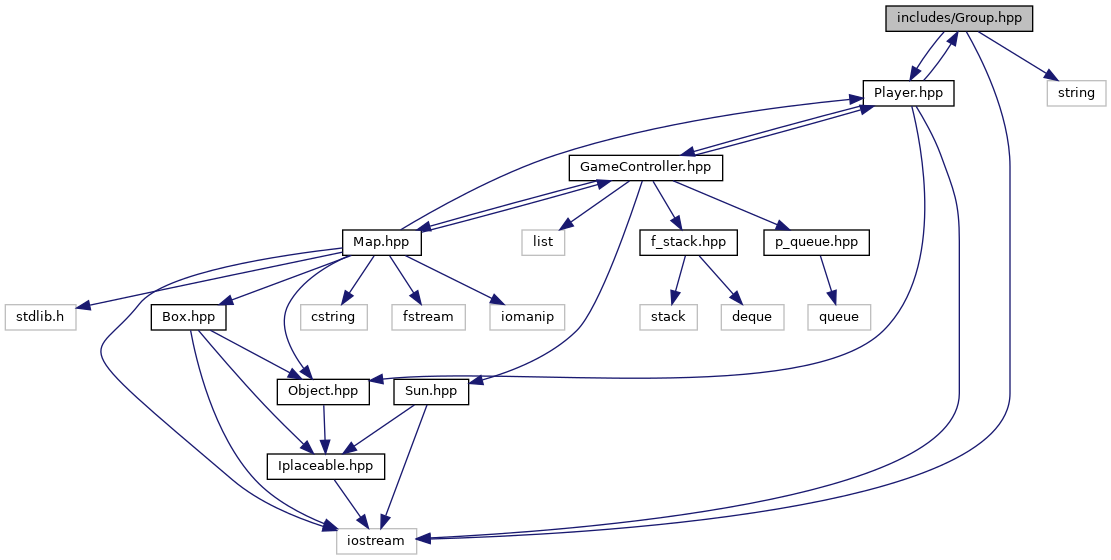 includes/Group.hpp
Player.hpp
string
GameController.hpp
Map.hpp
list
f_stack.hpp
p_queue.hpp
stdlib.h
Box.hpp
cstring
fstream
iomanip
stack
deque
queue
Object.hpp
Sun.hpp
Iplaceable.hpp
iostream